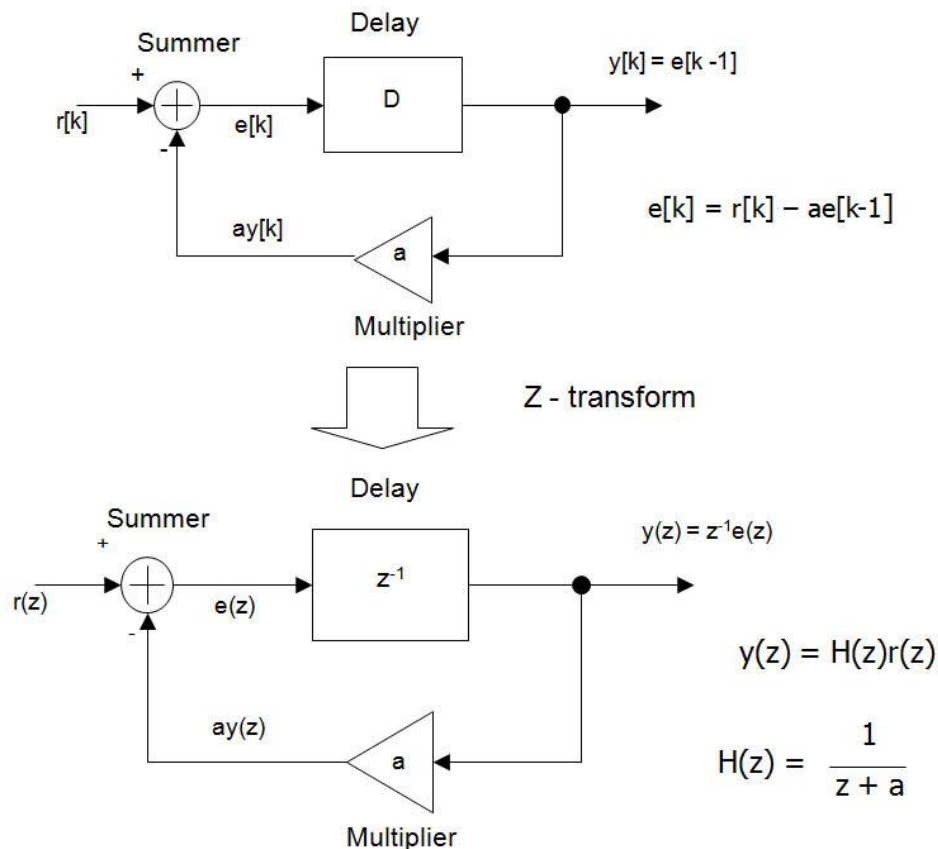 Delay
Summer
y[k] = e[k -1]
+
D
r[k]
e[k]
-
e[k] = r[k] – ae[k-1]
ay[k]
a
Multiplier
Z - transform
Delay
Summer
y(z) = z⁻¹e(z)
+
z⁻¹
r(z)
e(z)
-
y(z) = H(z)r(z)
ay(z)
a
H(z) = 1
z + a
Multiplier